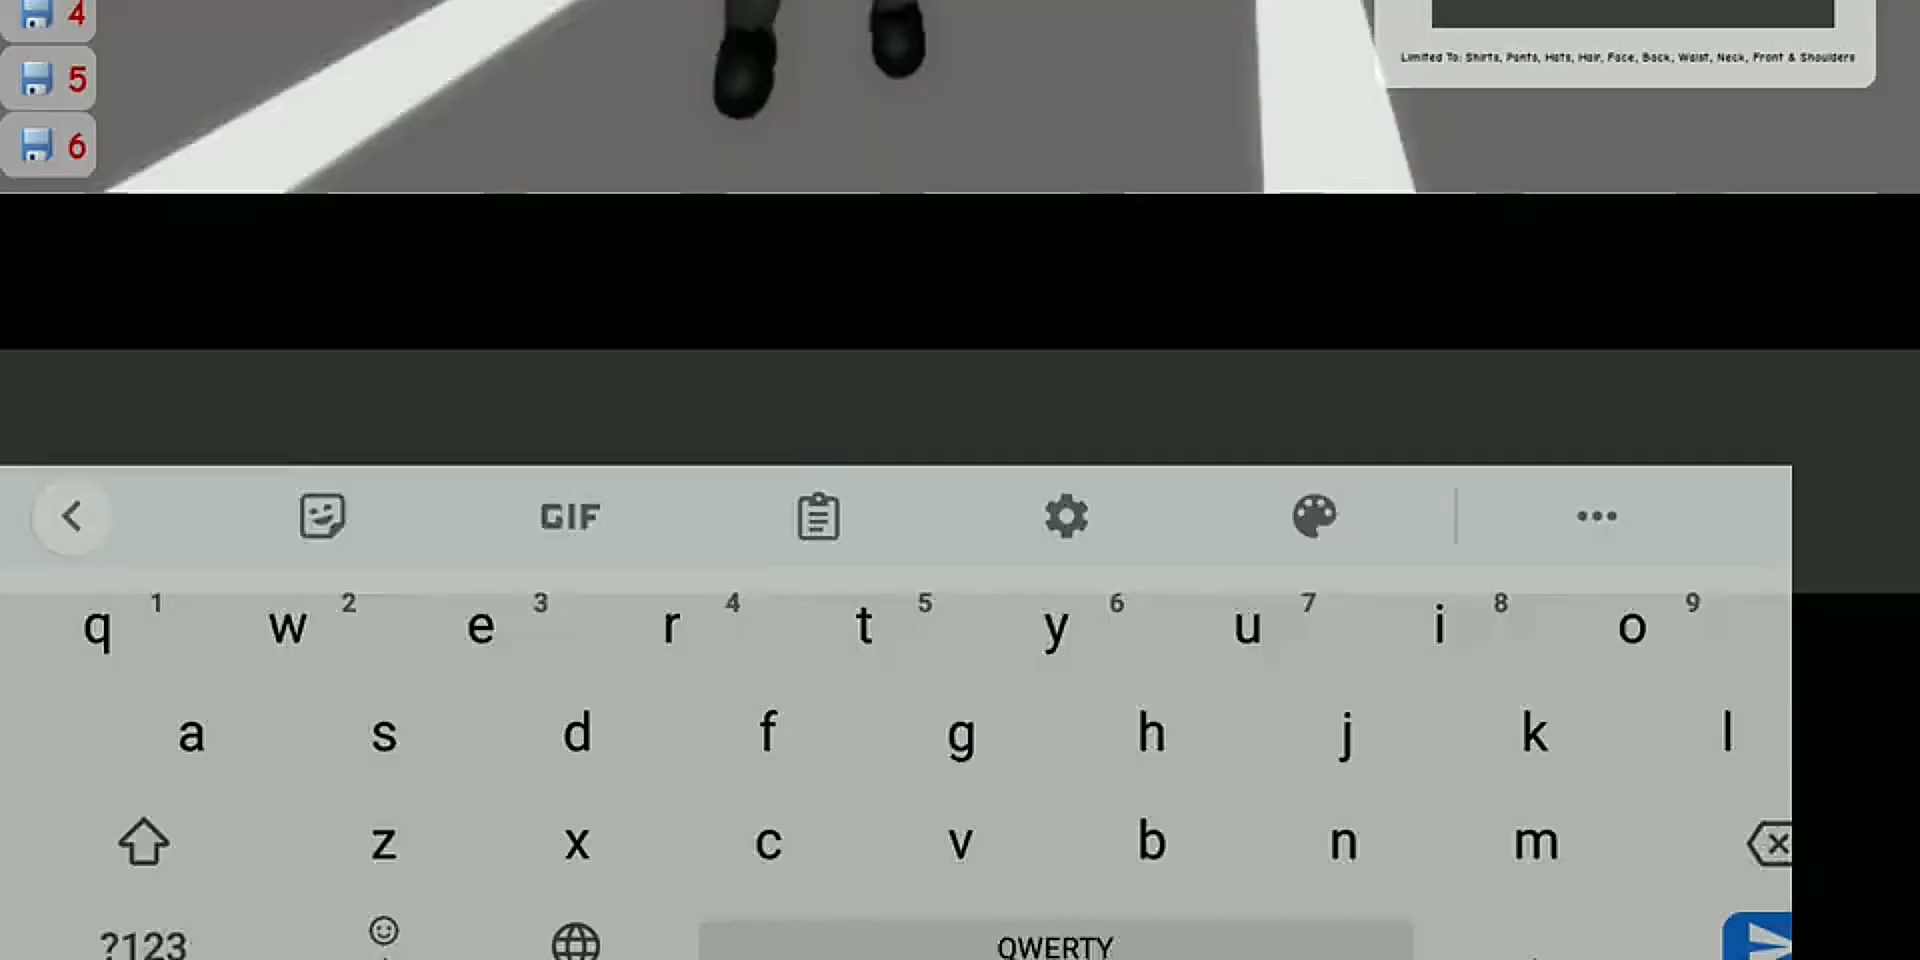 4
5
6
Limited To: Shirts, Pants, Hats, Hair, Face, Back, Waist, Neck, Front & Shoulders
GIF
q 1 w 2 e 3 r 4 t 5 y 6 u 7 i 8 o 9
a s d f g h j k l
z x c v b n m
?123 QWERTY